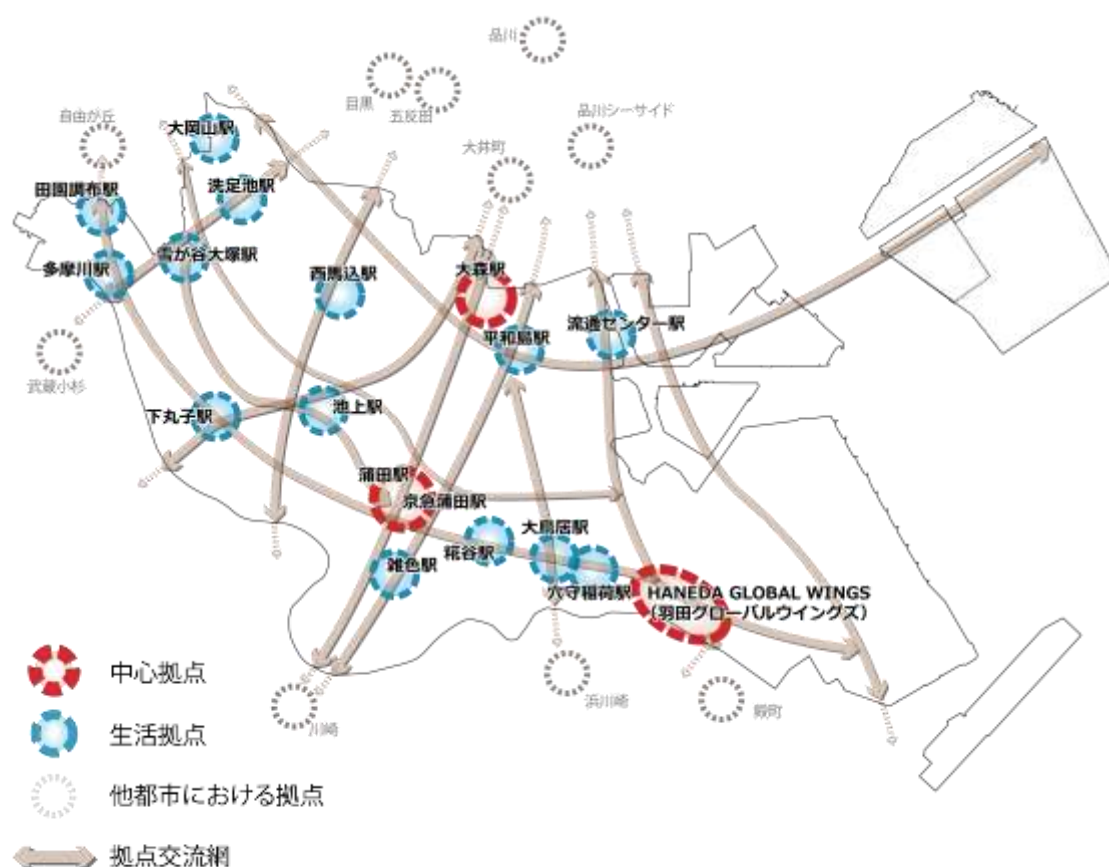 品川
目黒
五反田
自由が丘
大岡山駅
品川シーサイド
大井町
洗足池駅
田園調布駅
雪が谷大塚駅
多摩川駅
西馬込駅
大森駅
流通センター駅
平和島駅
武蔵小杉
下丸子駅
池上駅
蒲田駅
京急蒲田駅
大鳥居駅
糀谷駅
雑色駅
穴守稲荷駅
HANEDA GLOBAL WINGS
(羽田グローバルウイングズ)
川崎
浜川崎
殿町
中心拠点
生活拠点
他都市における拠点
拠点交流網